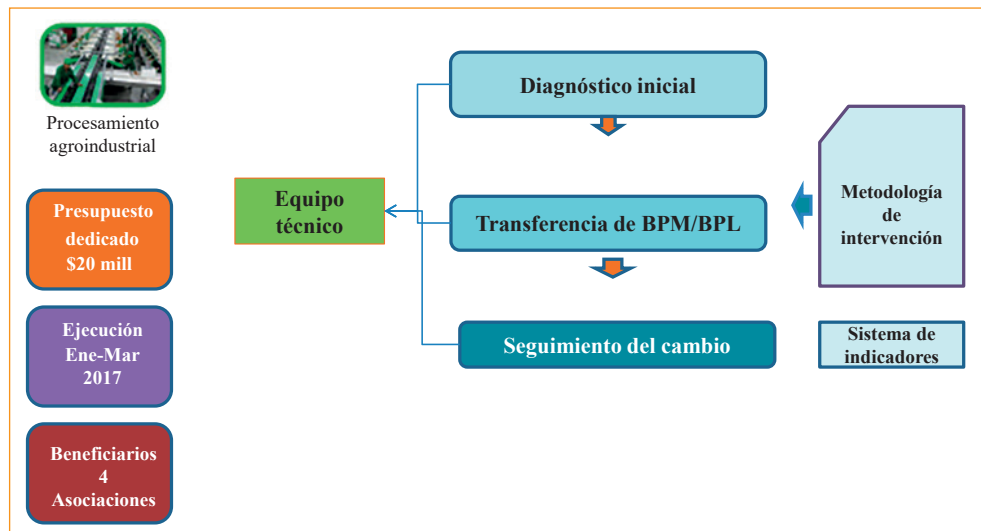 Procesamiento
agroindustrial
Presupuesto
dedicado
$20 mill
Ejecución
Ene-Mar
2017
Beneficiarios
4
Asociaciones
Equipo
técnico
Diagnóstico inicial
Transferencia de BPM/BPL
Seguimiento del cambio
Metodología
de
intervención
Sistema de
indicadores